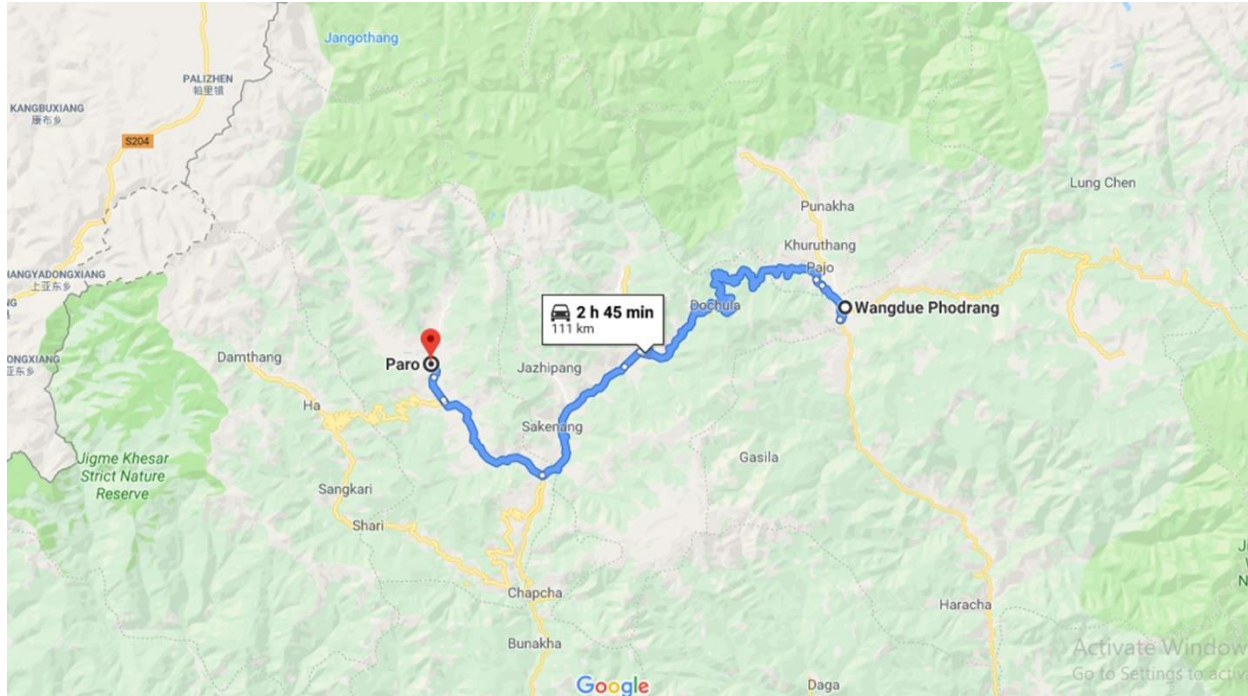 Jangothang
PALIZHEN
帕里镇
KANGBUXIANG
康布乡
S204
Lung Chen
Punakha
Khuruthang
Pajo
ANGYADONGXIANG
上亚东乡
NG
Dochula
2 h 45 min
111 km
Wangdue Phodrang
ONGXIANG
亚东乡
Damthang
Paro
Jazhipang
Ha
Sakenang
Gasila
Jigme Khesar
Strict Nature
Reserve
Sangkari
Shari
Chapcha
Haracha
Bunakha
Daga
Google
Activate Window
Go to Settings to activ